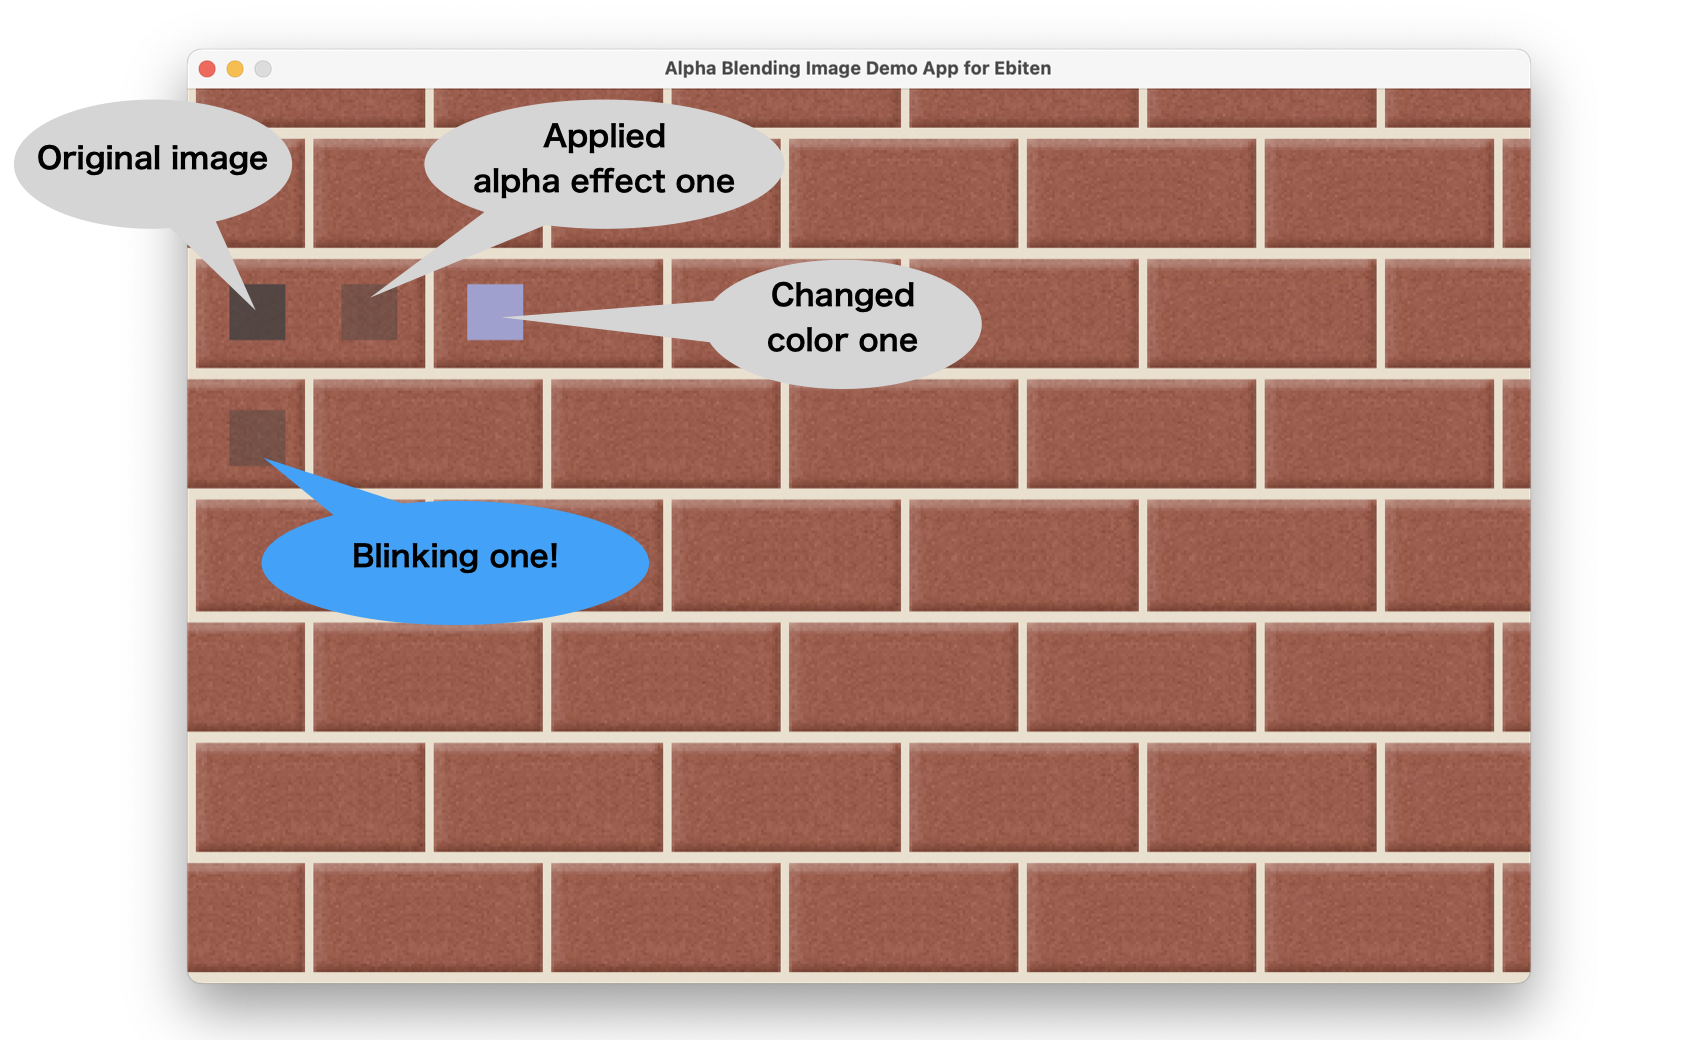 Alpha Blending Image Demo App for Ebiten
Original image
Applied
alpha effect one
Changed
color one
Blinking one!